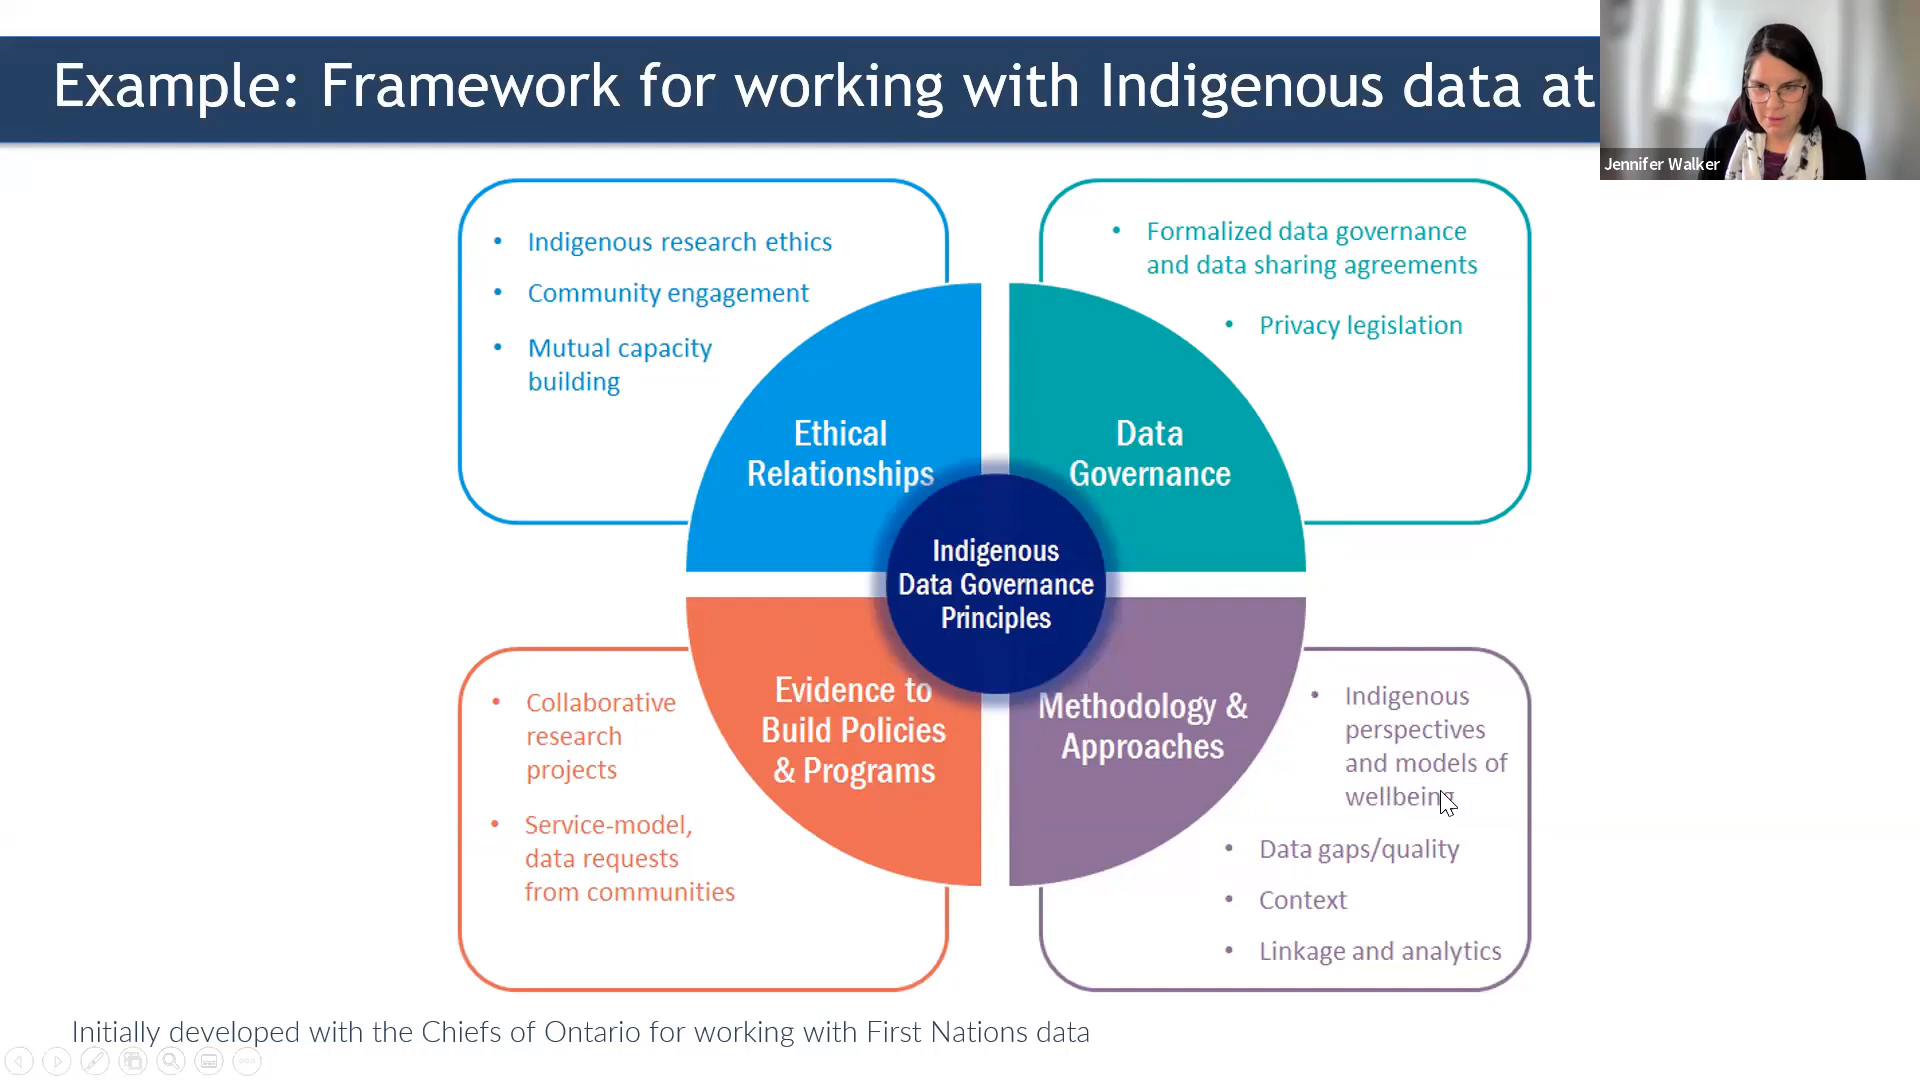 Example: Framework for working with Indigenous data at
Jennifer Walker
• Indigenous research ethics
• Community engagement
• Mutual capacity
building
• Formalized data governance
and data sharing agreements
• Privacy legislation
Ethical
Relationships
Data
Governance
Indigenous
Data Governance
Principles
Evidence to
Build Policies
& Programs
Methodology &
Approaches
• Collaborative
research
projects
• Service-model,
data requests
from communities
• Indigenous
perspectives
and models of
wellbeing
• Data gaps/quality
• Context
• Linkage and analytics
Initially developed with the Chiefs of Ontario for working with First Nations data